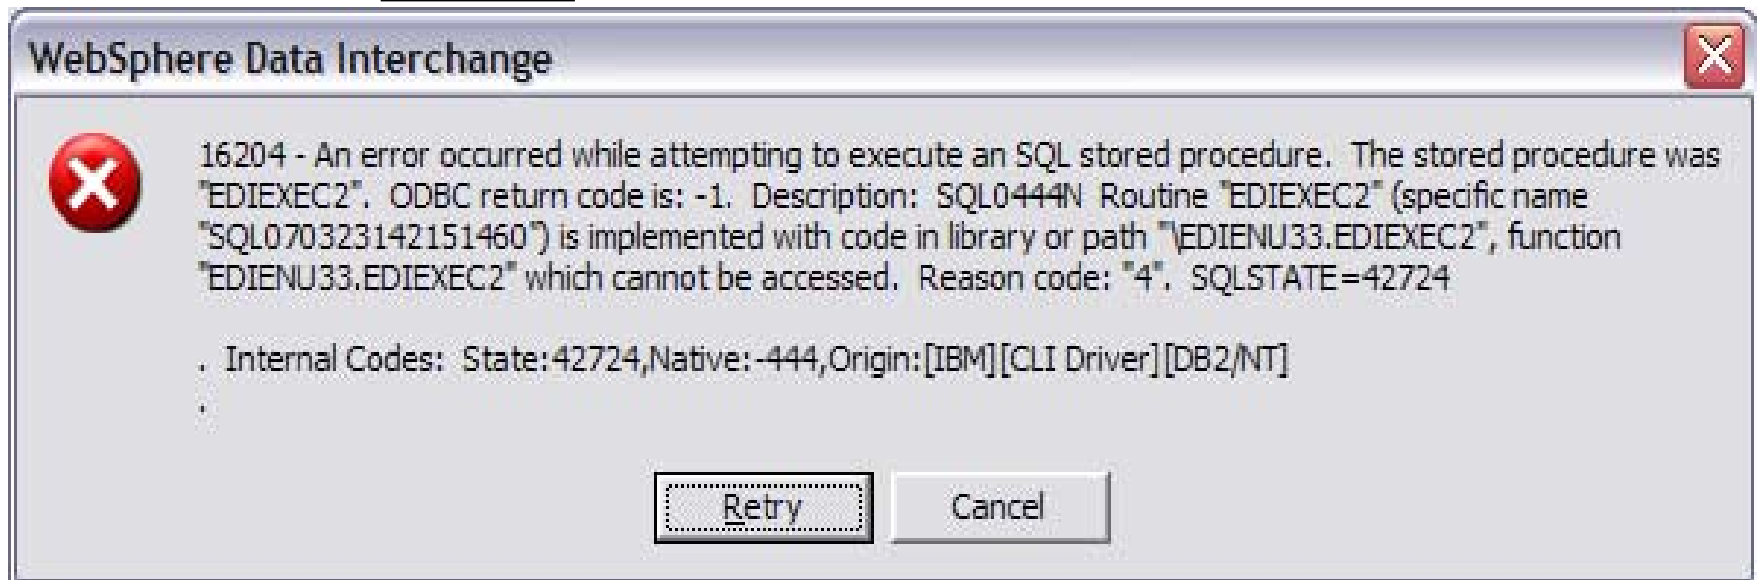 WebSphere Data Interchange
16204 - An error occurred while attempting to execute an SQL stored procedure.  The stored procedure was
"EDIEXEC2".  ODBC return code is: -1.  Description:  SQL0444N  Routine "EDIEXEC2" (specific name
"SQL070323142151460") is implemented with code in library or path "\EDIENU33.EDIEXEC2", function
"EDIENU33.EDIEXEC2" which cannot be accessed.  Reason code: "4".  SQLSTATE=42724
.  Internal Codes:  State:42724,Native:-444,Origin:[IBM][CLI Driver][DB2/NT]
.
Retry
Cancel